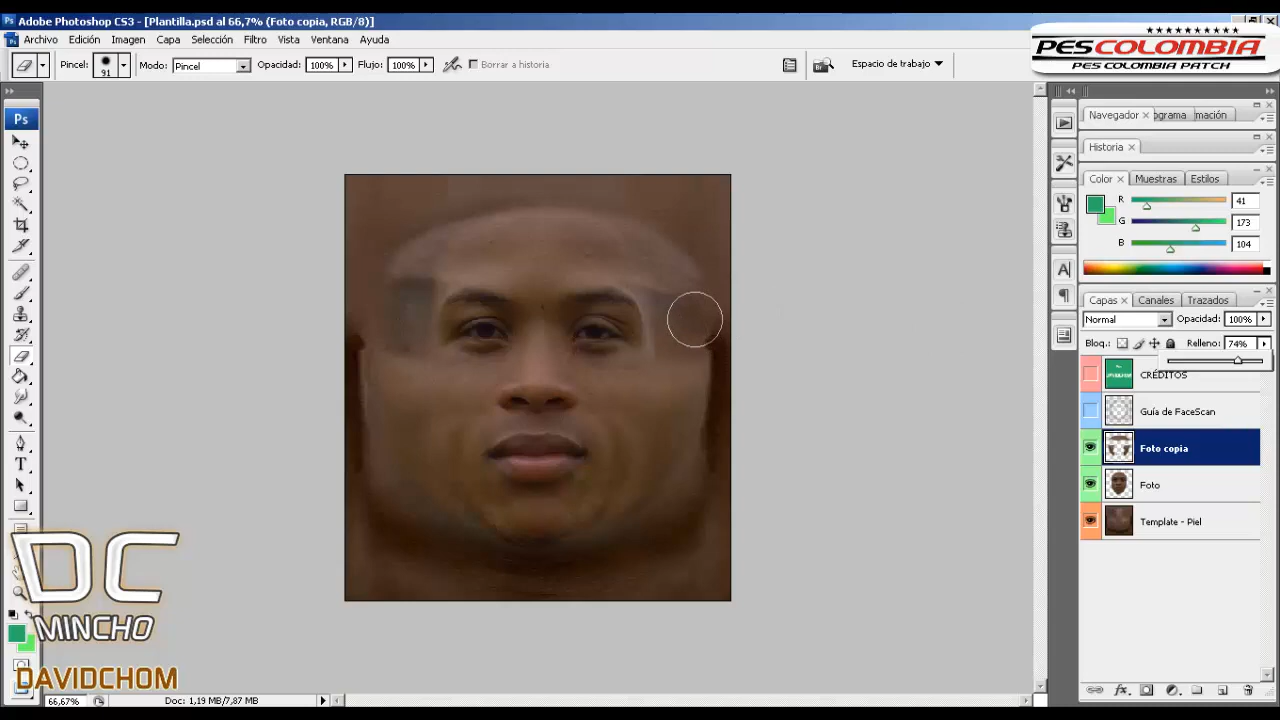 Adobe Photoshop CS3 - [Plantilla.psd al 66,7% (Foto copia, RGB/8)]
Archivo Edición Imagen Capa Selección Filtro Vista Ventana Ayuda
PESCOLOMBIA
PES COLOMBIA PATCH
Pincel: 91 Modo: Pincel Opacidad: 100% Flujo: 100% Borrar a historia Espacio de trabajo
Ps
Navegador ograma mación
Historia
Color Muestras Estilos
R 41
G 173
B 104
Capas Canales Trazados
Normal Opacidad: 100%
Bloq.: Relleno: 74%
CRÉDITOS
Guía de FaceScan
Foto copia
Foto
Template - Piel
DC
MINCHO
DAVIDCHOM
66,67% Doc: 1,19 MB/7,87 MB